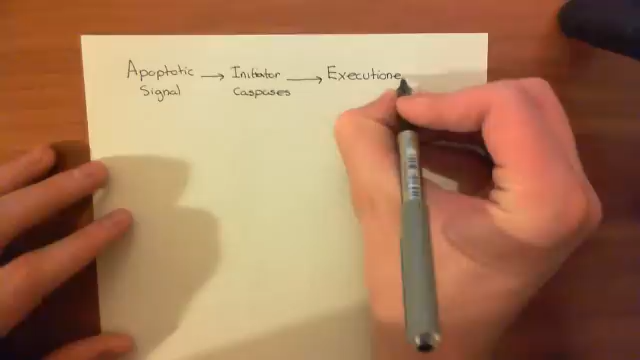 Apoptotic → Initiator → Executione
Signal Caspases